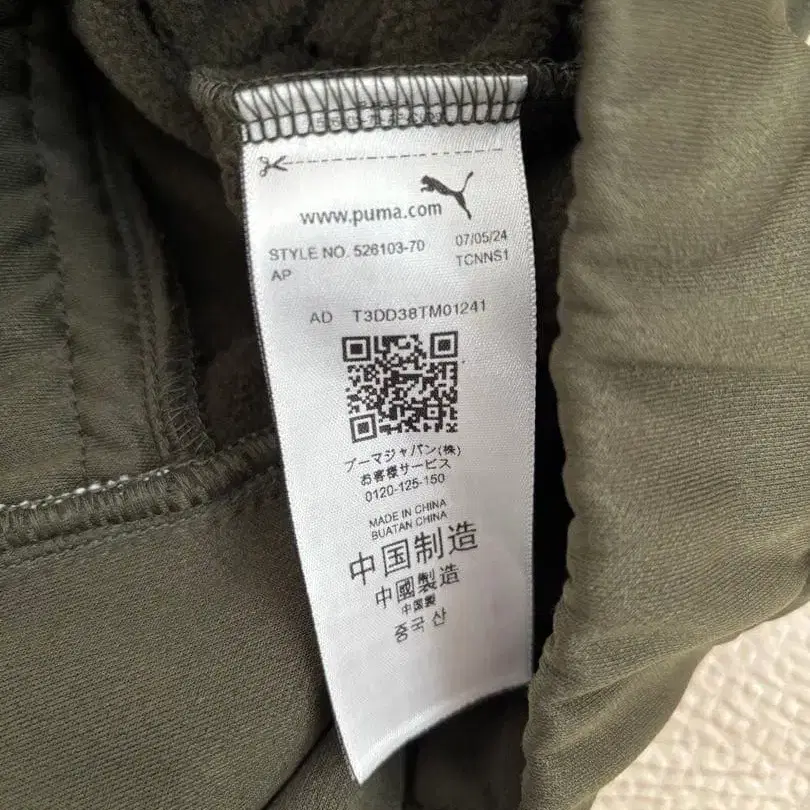 www.puma.com
STYLE NO. 526103-70 07/05/24
AP TCNNS1
AD T3DD38TM01241
プーマジャパン(株)
お客様サービス
0120-125-150
MADE IN CHINA
BUATAN CHINA
中国制造
中國製造
中国製
중국 산